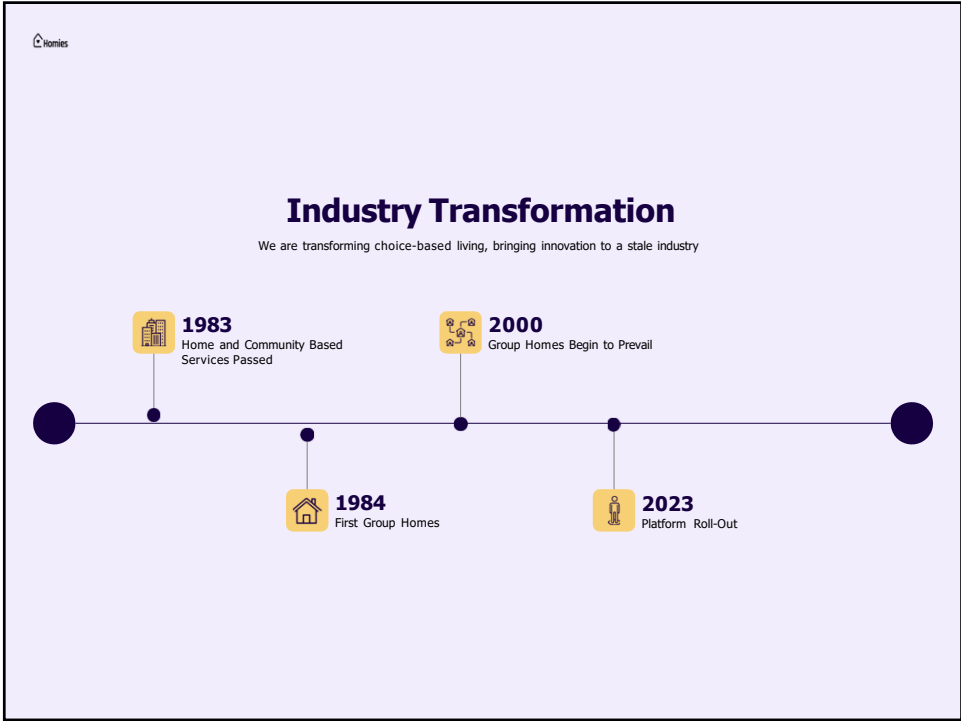 Homies
Industry Transformation
We are transforming choice-based living, bringing innovation to a stale industry
1983
Home and Community Based
Services Passed
2000
Group Homes Begin to Prevail
1984
First Group Homes
2023
Platform Roll-Out